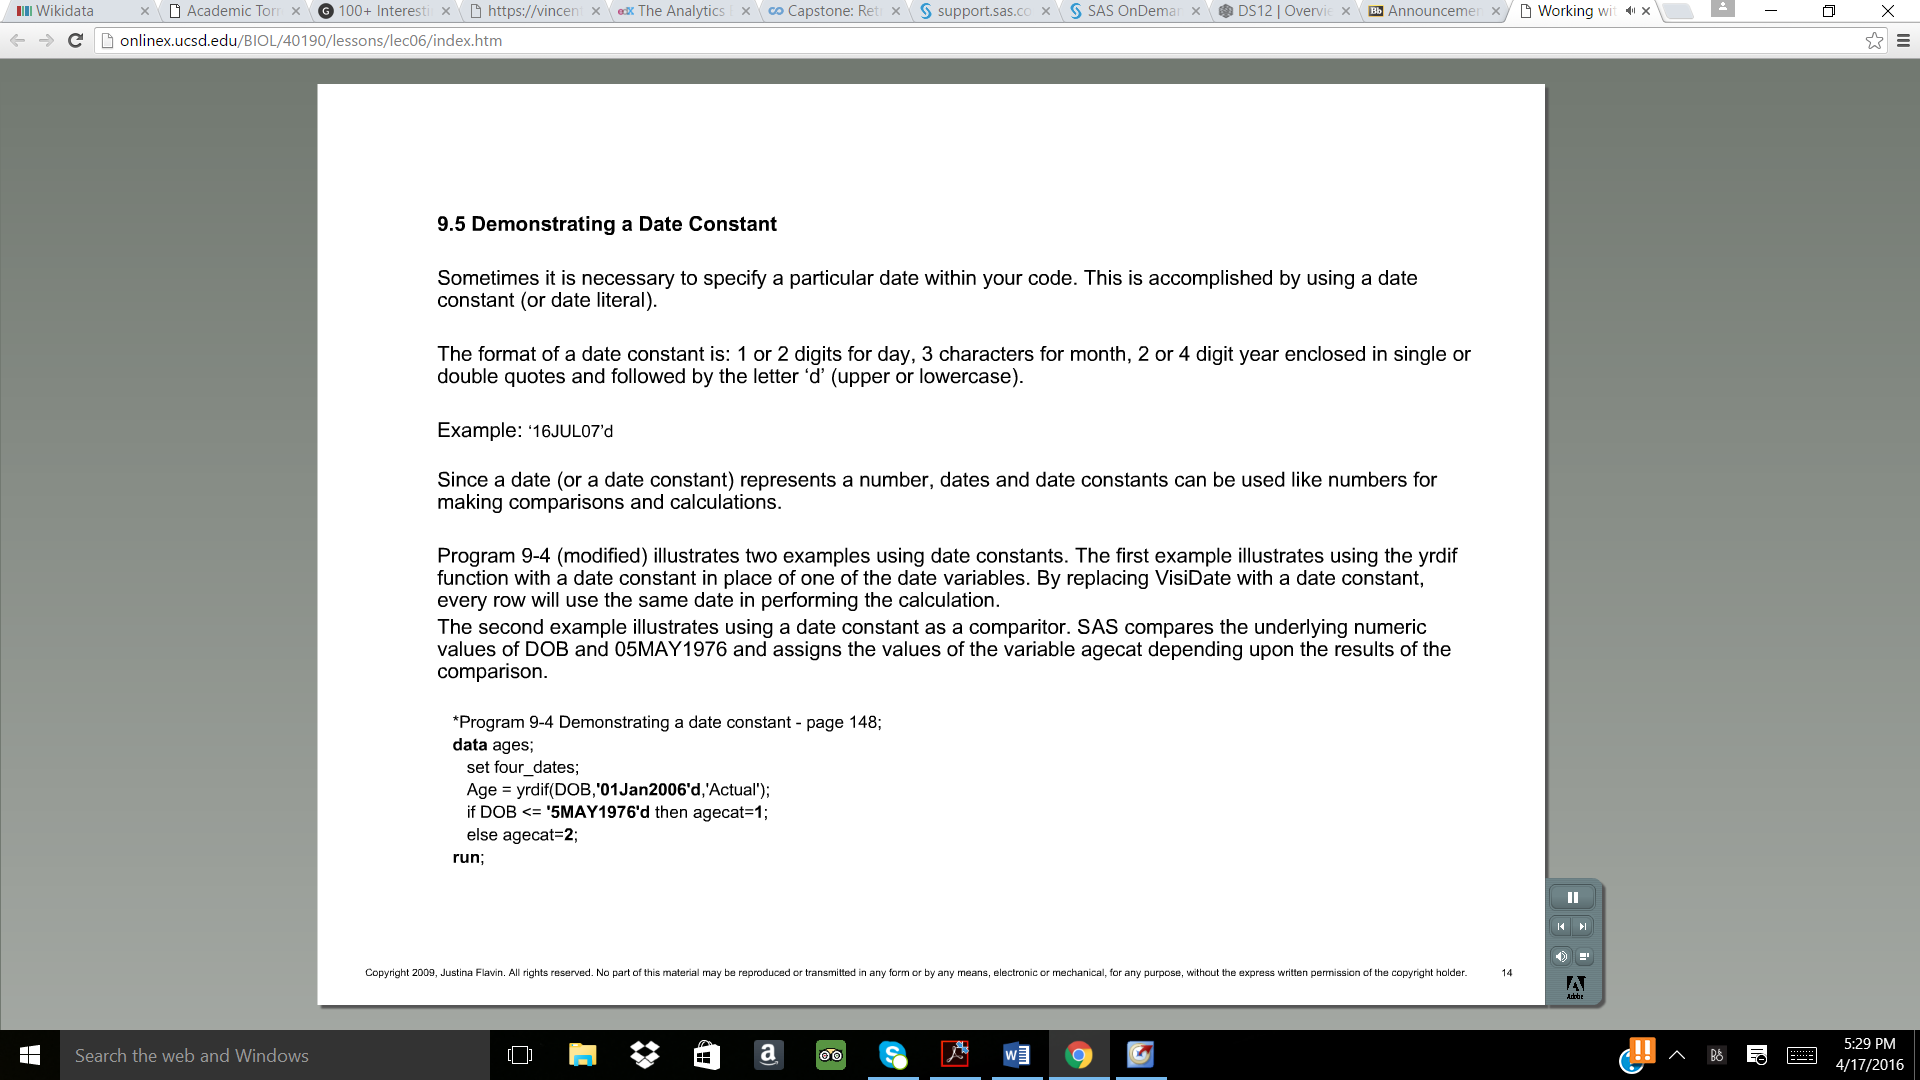 Wikidata
Academic Torr
100+ Interesti
https://vincen
edX The Analytics
Capstone: Ret
support.sas.co
SAS OnDeman
DS12 | Overvie
Bb Announcemen
Working wit
onlinex.ucsd.edu/BIOL/40190/lessons/lec06/index.htm
9.5 Demonstrating a Date Constant
Sometimes it is necessary to specify a particular date within your code. This is accomplished by using a date
constant (or date literal).
The format of a date constant is: 1 or 2 digits for day, 3 characters for month, 2 or 4 digit year enclosed in single or
double quotes and followed by the letter ‘d’ (upper or lowercase).
Example: ‘16JUL07’d
Since a date (or a date constant) represents a number, dates and date constants can be used like numbers for
making comparisons and calculations.
Program 9-4 (modified) illustrates two examples using date constants. The first example illustrates using the yrdif
function with a date constant in place of one of the date variables. By replacing VisiDate with a date constant,
every row will use the same date in performing the calculation.
The second example illustrates using a date constant as a comparitor. SAS compares the underlying numeric
values of DOB and 05MAY1976 and assigns the values of the variable agecat depending upon the results of the
comparison.
*Program 9-4 Demonstrating a date constant - page 148;
data ages;
set four_dates;
Age = yrdif(DOB,'01Jan2006'd,'Actual');
if DOB <= '5MAY1976'd then agecat=1;
else agecat=2;
run;
Copyright 2009, Justina Flavin. All rights reserved. No part of this material may be reproduced or transmitted in any form or by any means, electronic or mechanical, for any purpose, without the express written permission of the copyright holder. 14
Adobe
Search the web and Windows
5:29 PM
4/17/2016